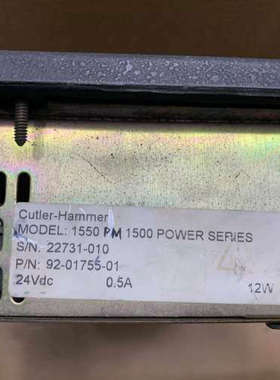 Cutler-Hammer
MODEL: 1550 PM 1500 POWER SERIES
S/N. 22731-010
P/N: 92-01755-01
24Vdc 0.5A 12W